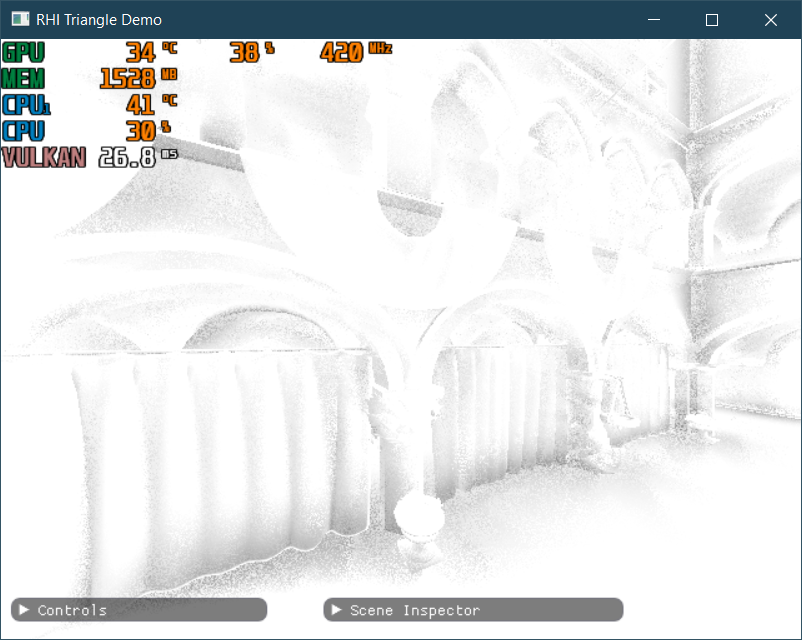 RHI Triangle Demo
GPU 34 °C 38 % 420 MHz
MEM 1528 MB
CPU1 41 °C
CPU 30 %
VULKAN 26.8 ms
Controls
Scene Inspector